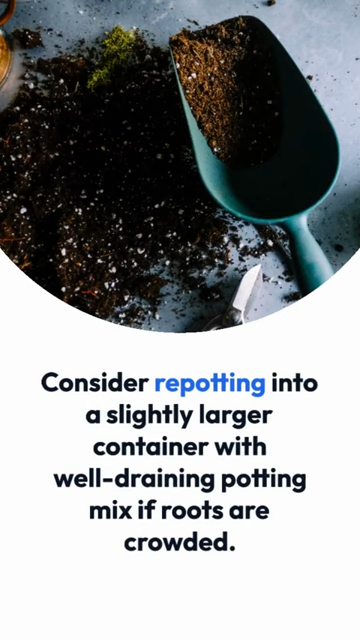 Consider repotting into
a slightly larger
container with
well-draining potting
mix if roots are
crowded.